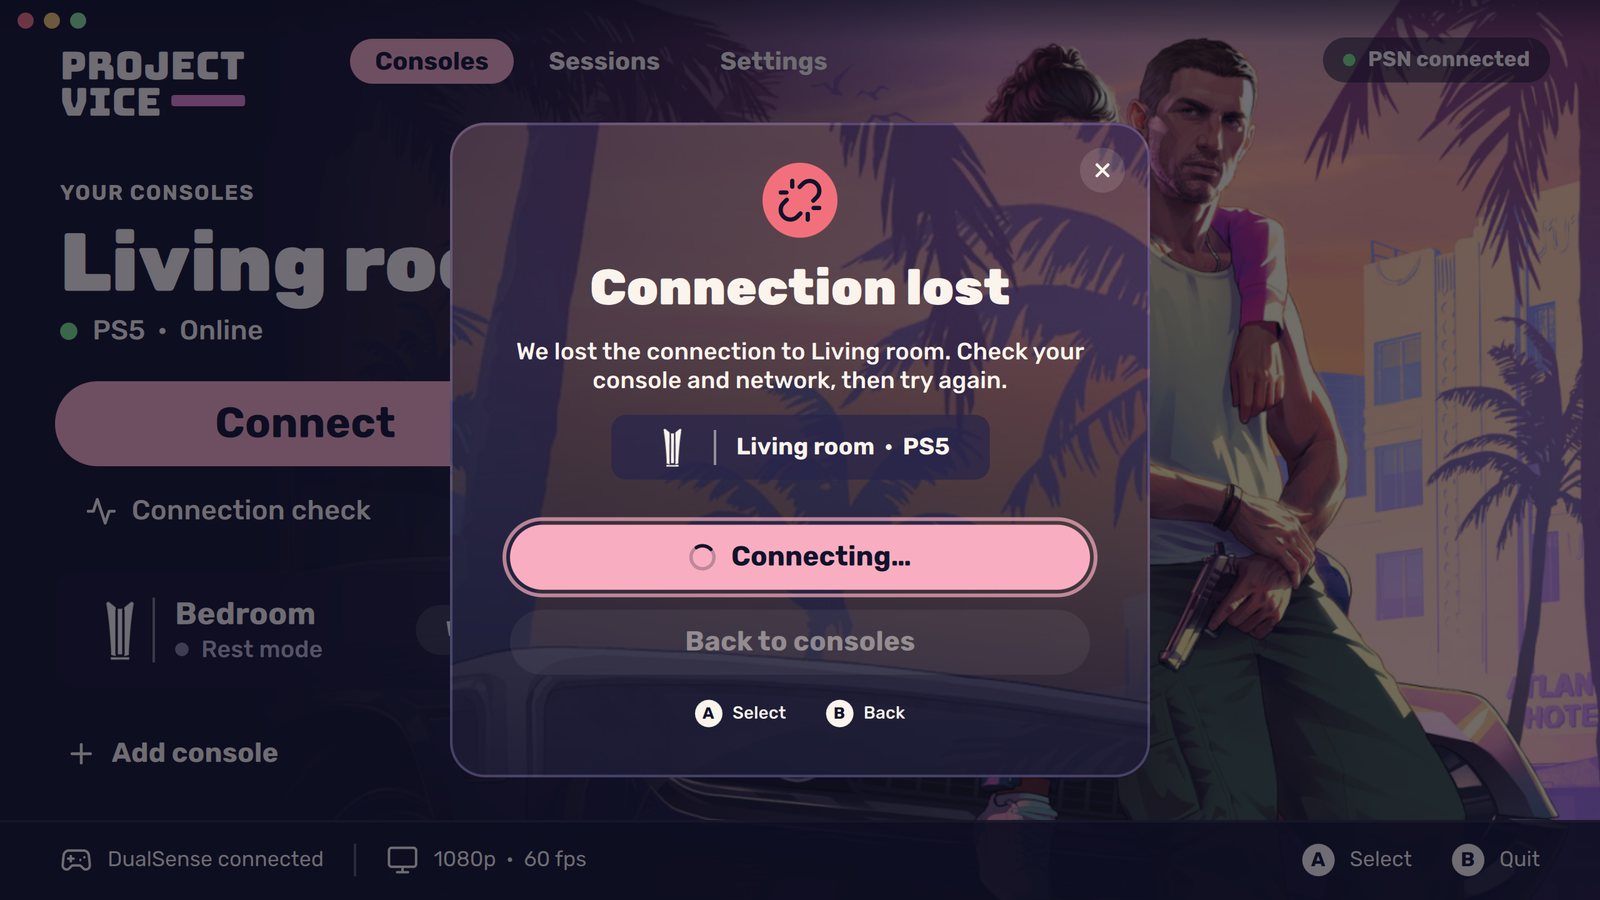 PROJECT
VICE
Consoles
Sessions
Settings
PSN connected
YOUR CONSOLES
Living roo
PS5 • Online
Connect
Connection check
Bedroom
Rest mode
Add console
Connection lost
We lost the connection to Living room. Check your
console and network, then try again.
Living room • PS5
Connecting...
Back to consoles
A Select
B Back
HOTE
DualSense connected
1080p • 60 fps
A Select
B Quit